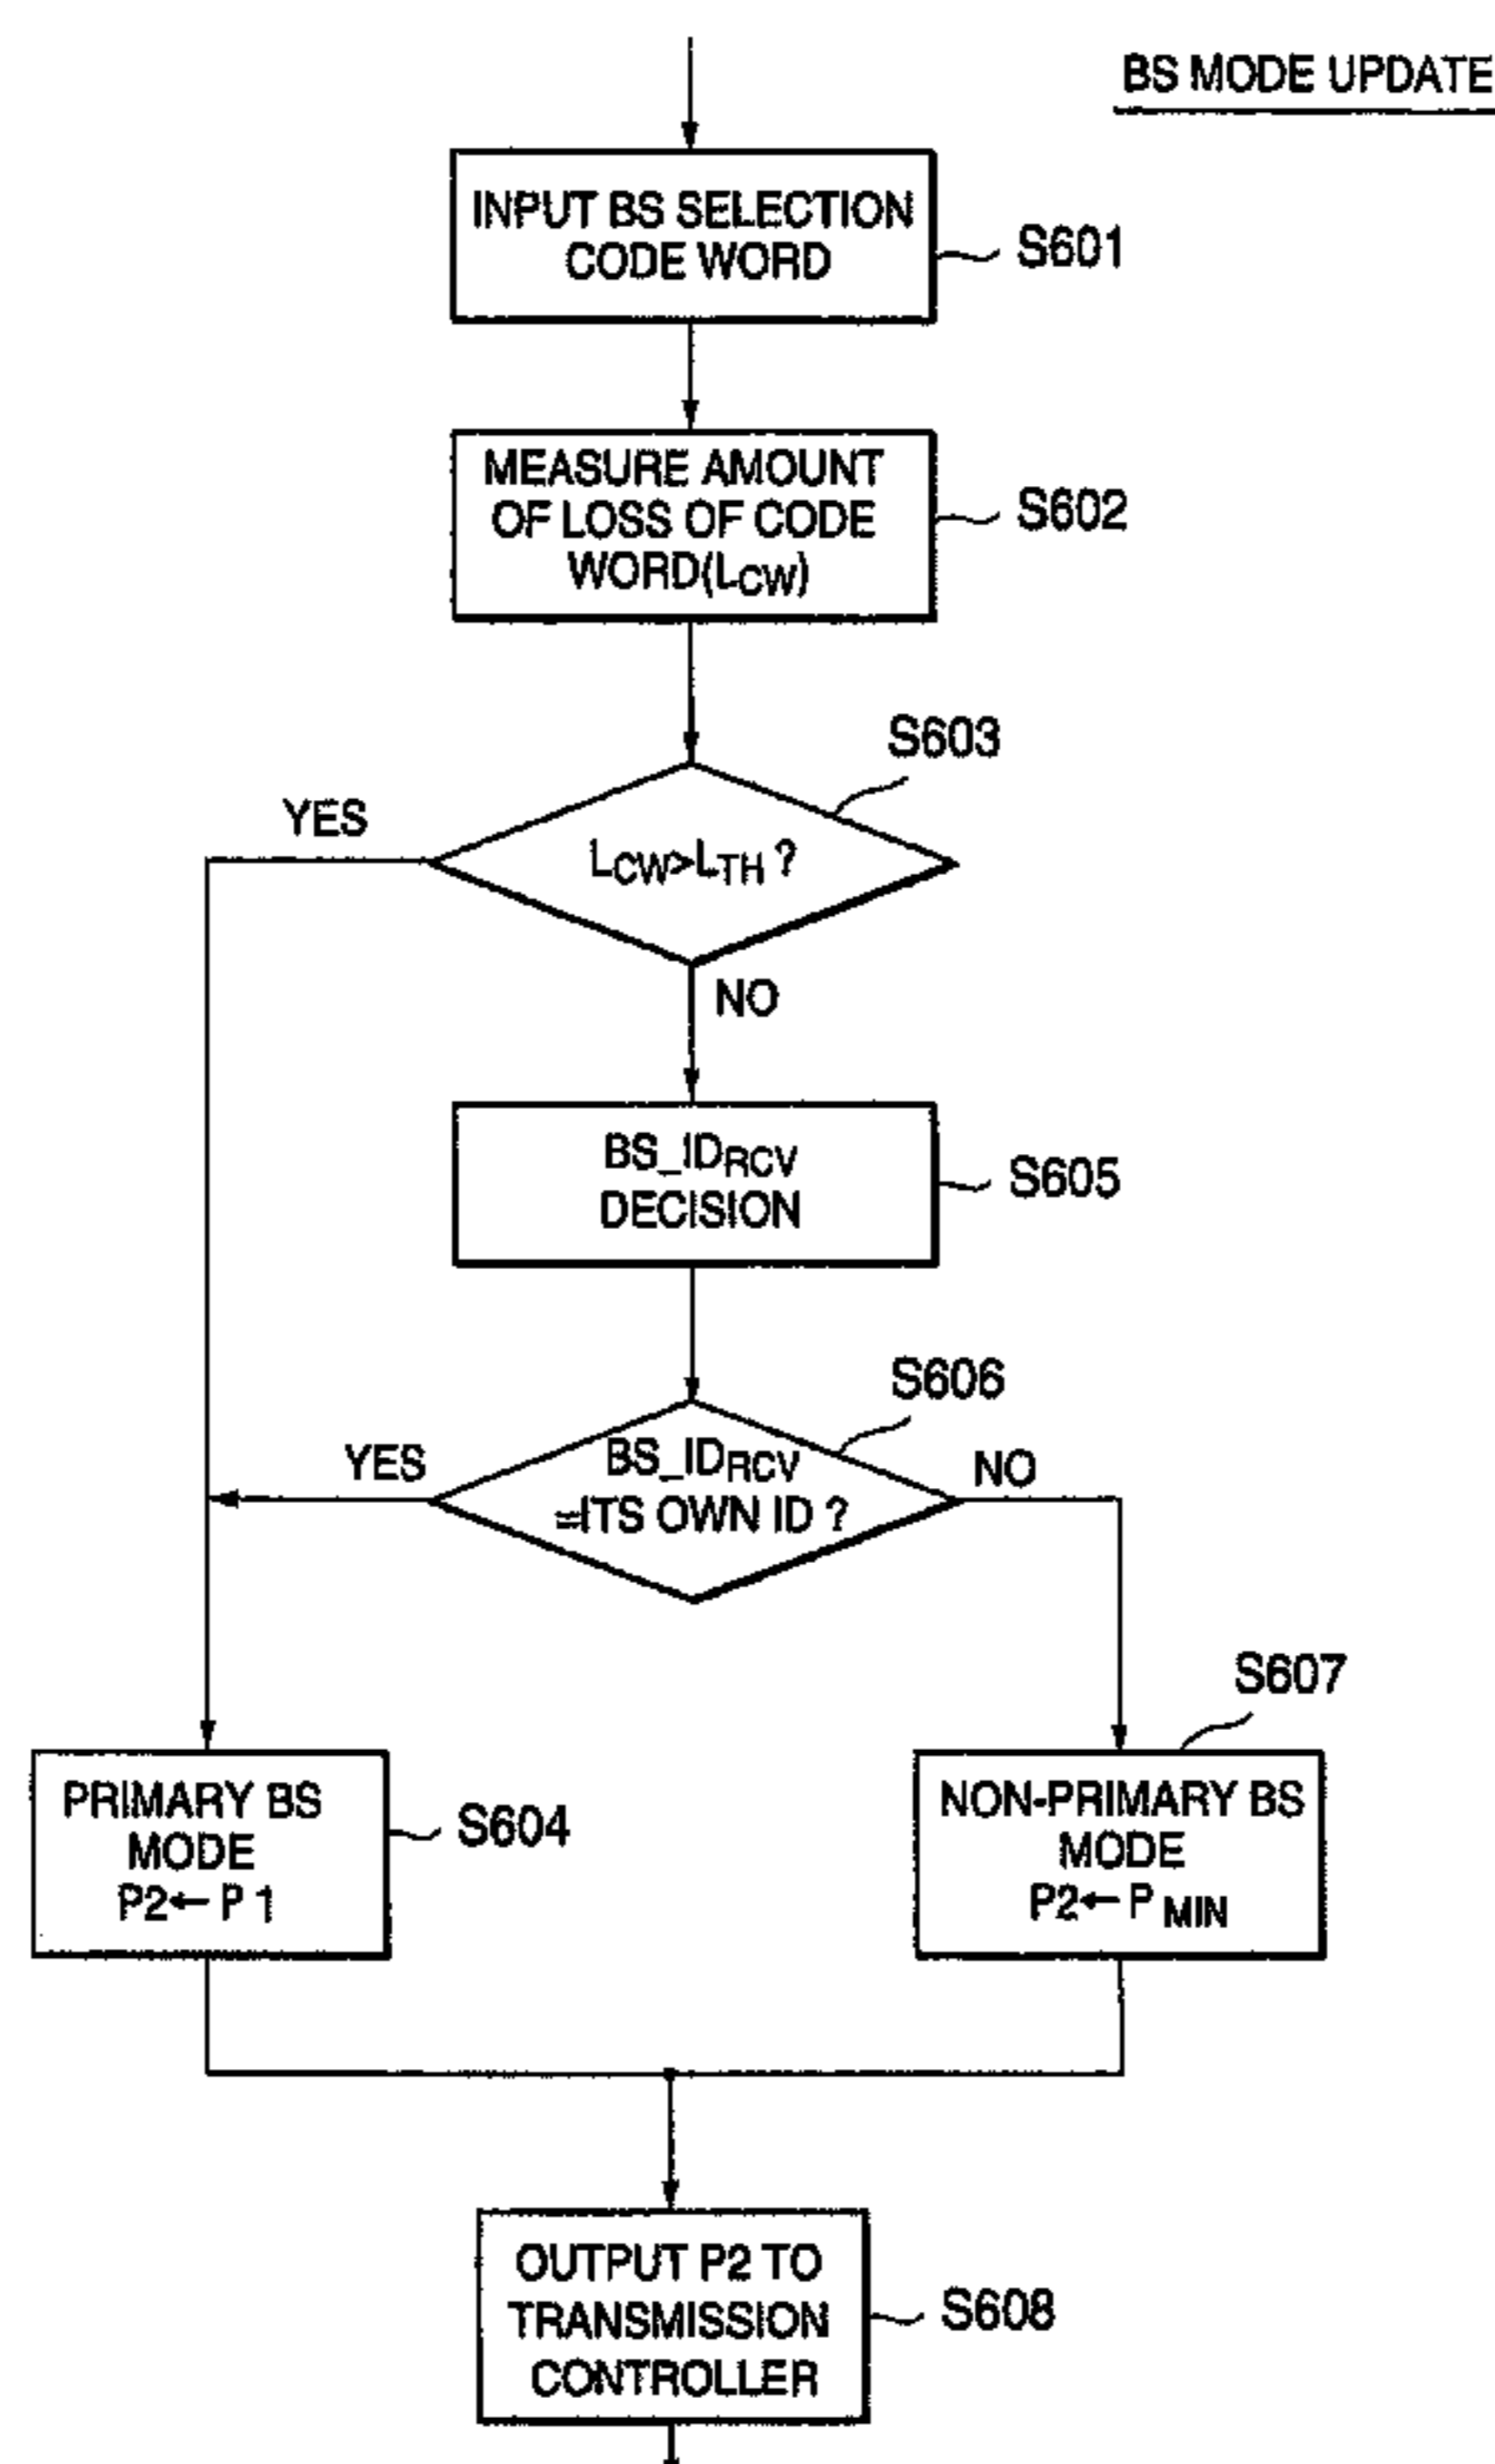 BS MODE UPDATE
INPUT BS SELECTION
CODE WORD
S601
MEASURE AMOUNT
OF LOSS OF CODE
WORD(LCW)
S602
S603
YES
LCW>LTH ?
NO
BS_IDRCV
DECISION
S605
S606
YES
BS_IDRCV
=ITS OWN ID ?
NO
S607
PRIMARY BS
MODE
P2←P1
S604
NON-PRIMARY BS
MODE
P2←P MIN
OUTPUT P2 TO
TRANSMISSION
CONTROLLER
S608